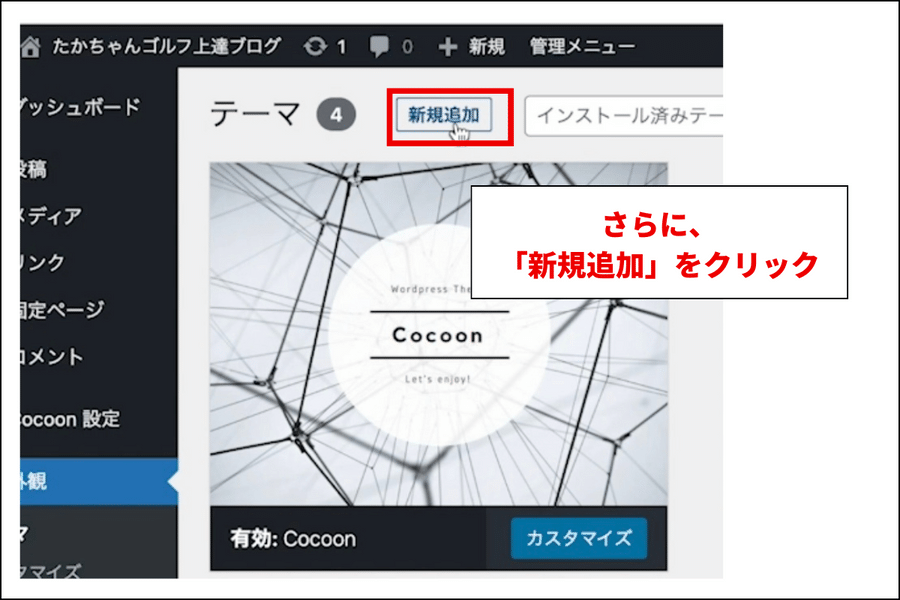 たかちゃんゴルフ上達ブログ 1 0 新規 管理メニュー
ダッシュボード
テーマ 4 新規追加 インストール済みテー
投稿
メディア
リンク
固定ページ
コメント
Cocoon 設定
外観
マ
タマイズ
さらに、
「新規追加」をクリック
Wordpress The
Cocoon
Let's enjoy!
有効: Cocoon カスタマイズ